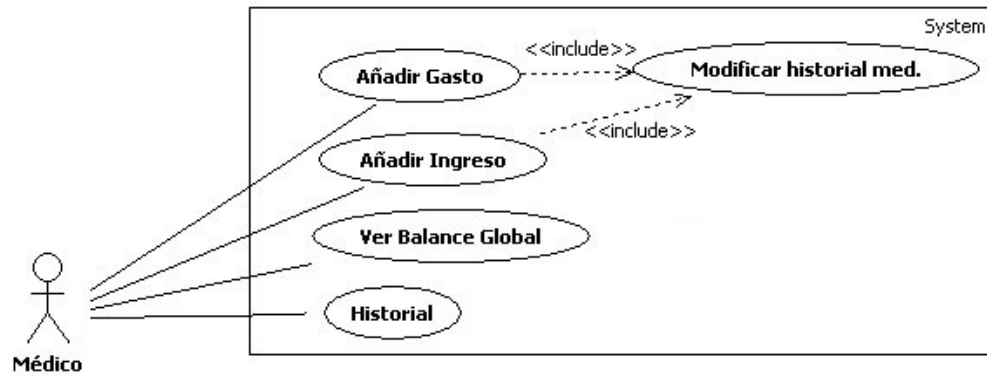 System
<<include>>
Añadir Gasto
Modificar historial med.
<<include>>
Añadir Ingreso
Ver Balance Global
Historial
Médico